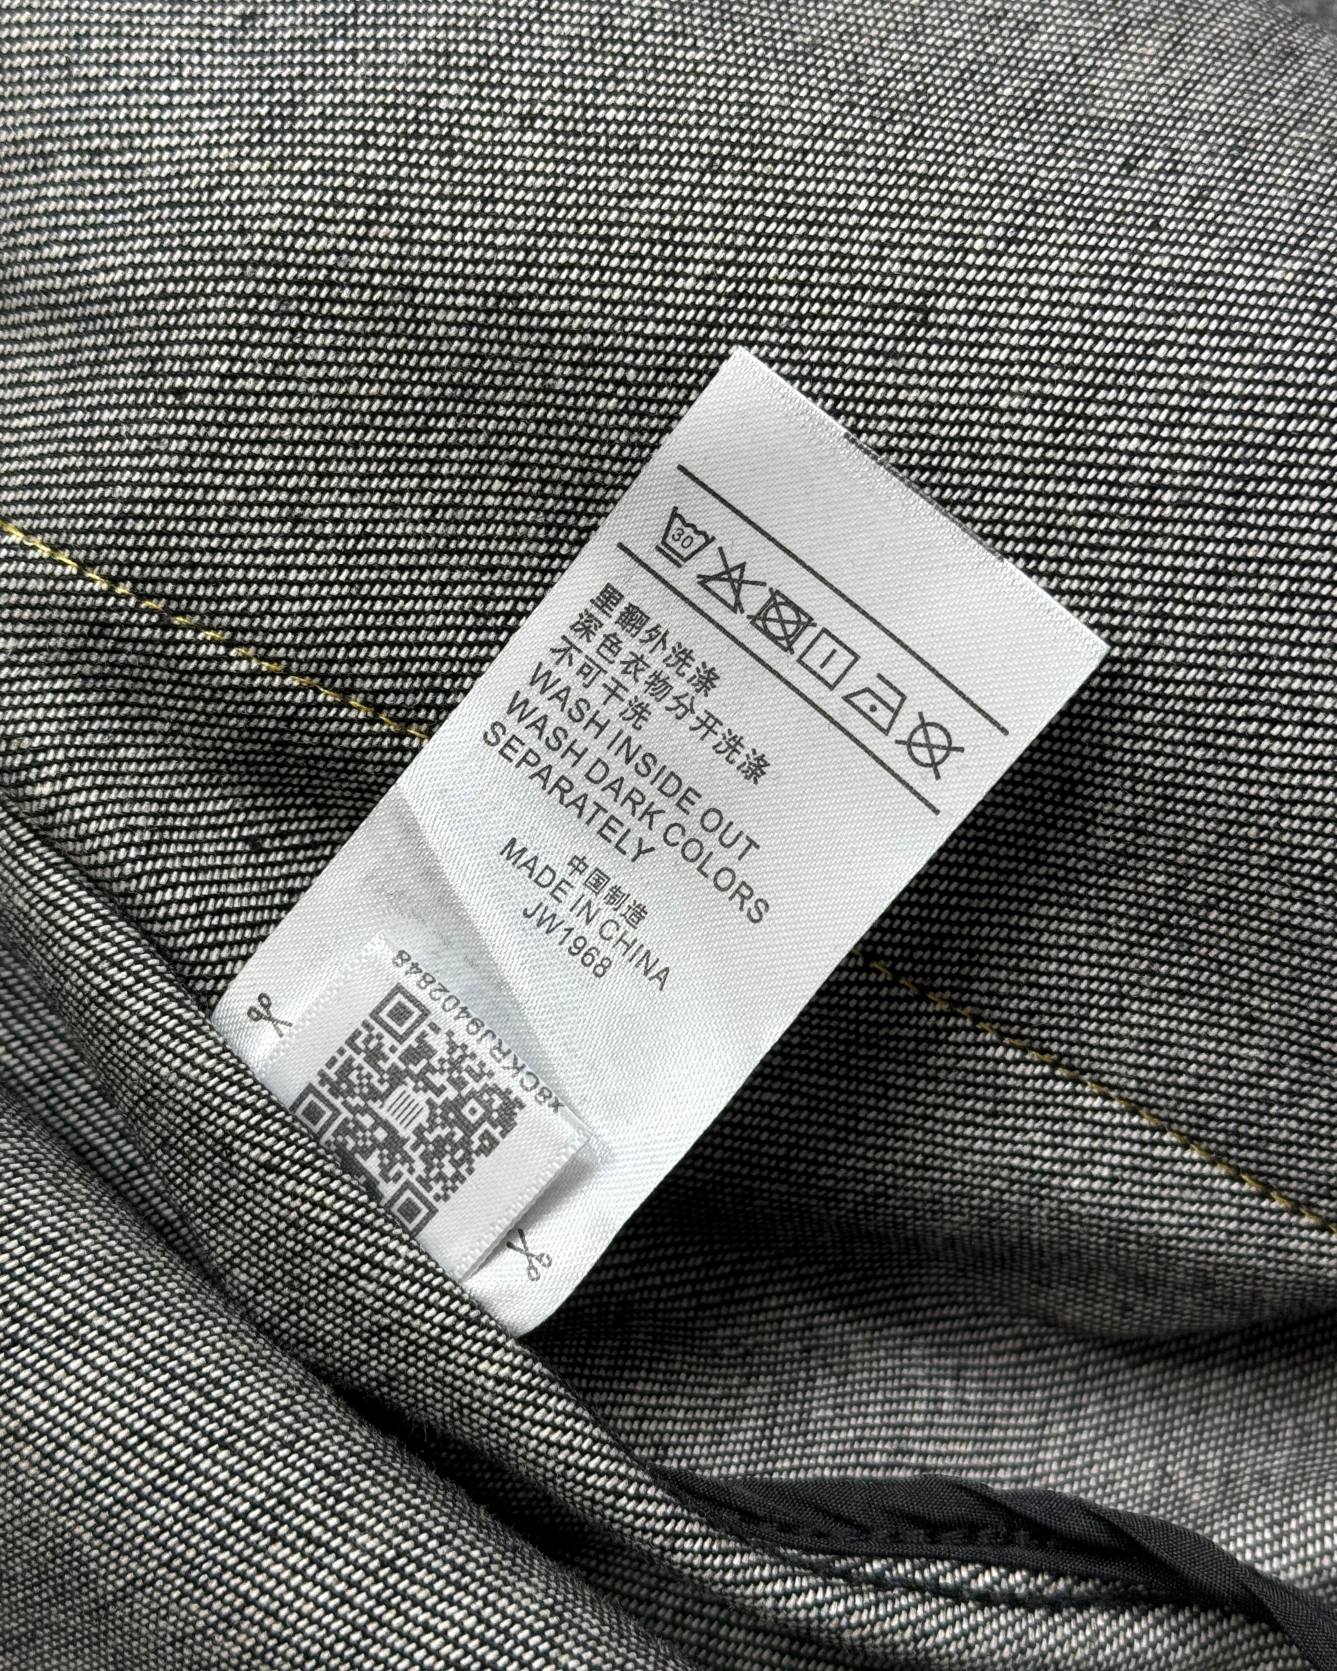 30
里翻外洗涤
深色衣物分开洗涤
不可干洗
WASH INSIDE OUT
WASH DARK COLORS
SEPARATELY
中国制造
MADE IN CHINA
JW1968
x8CKRJ9402848